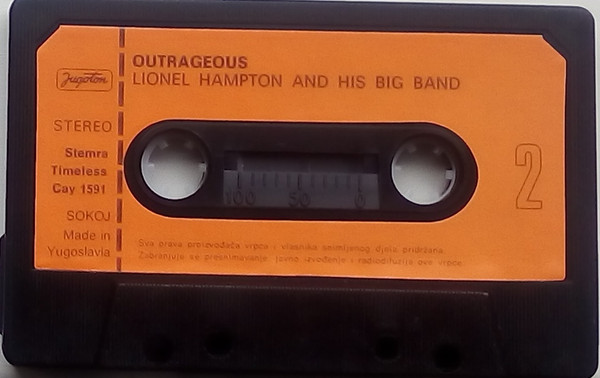 OUTRAGEOUS
LIONEL HAMPTON AND HIS BIG BAND
Jugoton
STEREO
Stemra
Timeless
Cay 1591
SOKOJ
Made in
Yugoslavia
2
100 50 0
Sva prava proizvođača vrpce i vlasnika snimljenog djela pridržana.
Zabranjuje se presnimavanje, javno izvođenje i radiodifuzija ove vrpce.